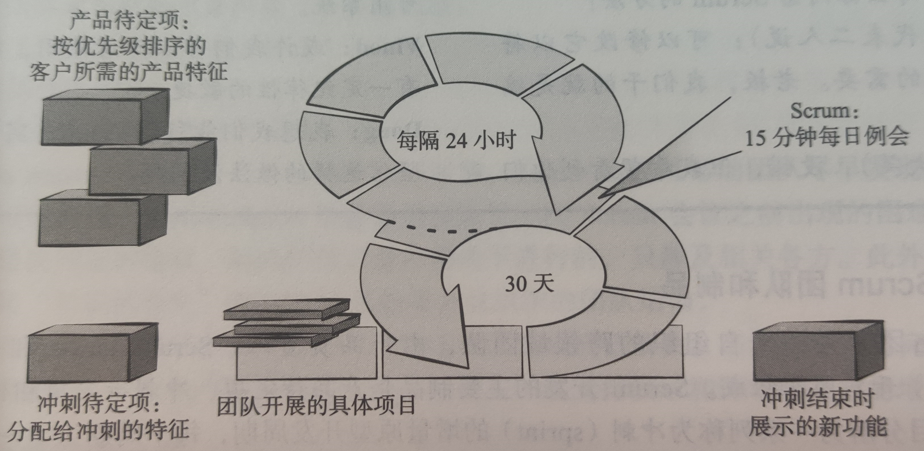 产品待定项：
按优先级排序的
客户所需的产品特征
每隔 24 小时
Scrum：
15 分钟每日例会
30 天
冲刺待定项：
分配给冲刺的特征
团队开展的具体项目
冲刺结束时
展示的新功能